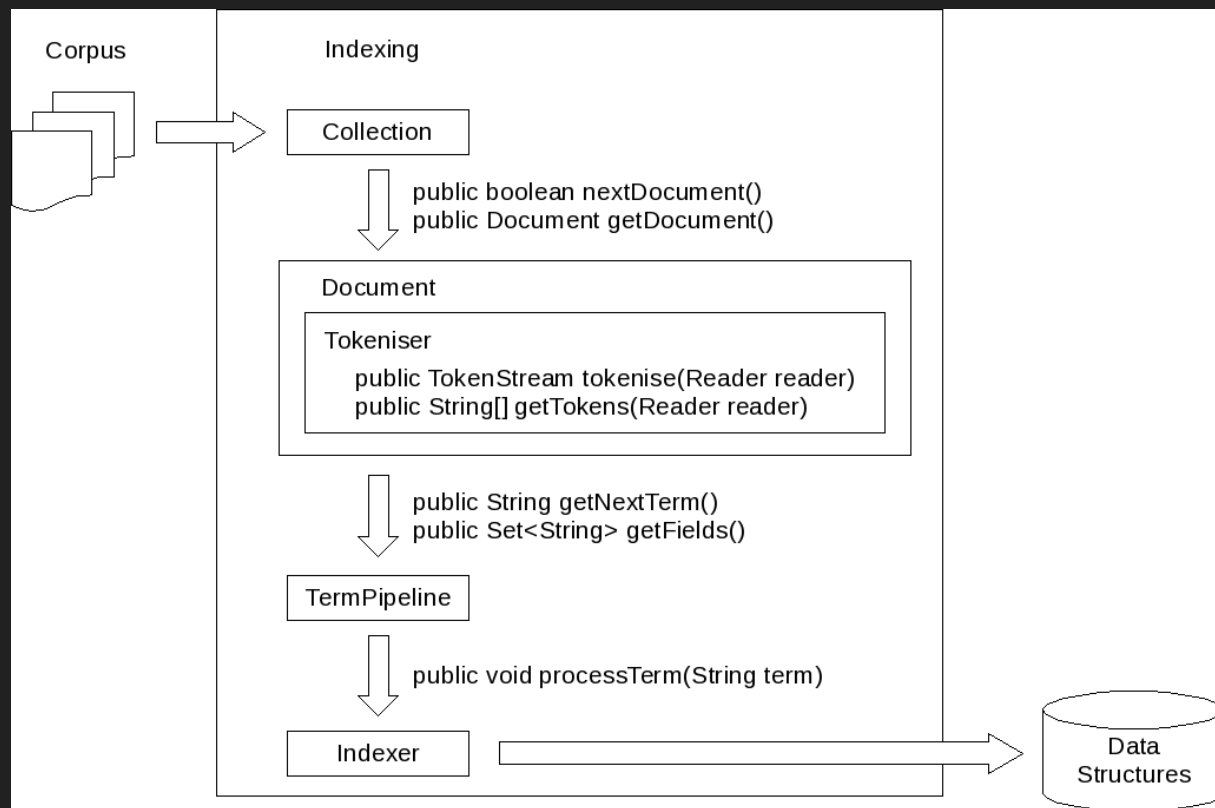 Corpus
Indexing
Collection
public boolean nextDocument()
public Document getDocument()
Document
Tokeniser
public TokenStream tokenise(Reader reader)
public String[] getTokens(Reader reader)
public String getNextTerm()
public Set<String> getFields()
TermPipeline
public void processTerm(String term)
Indexer
Data
Structures